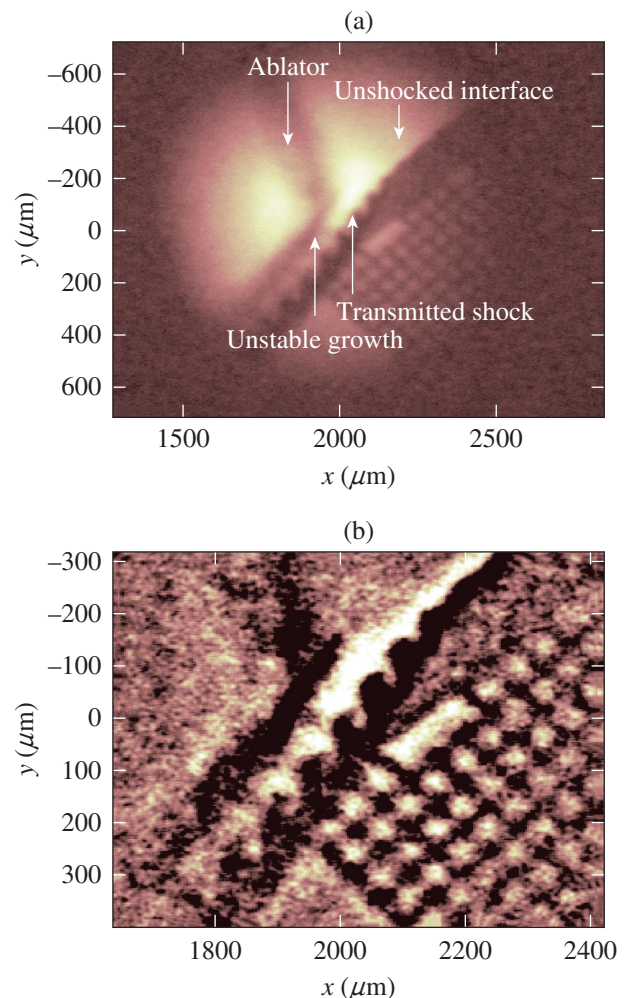 (a)
Ablator
Unshocked interface
Transmitted shock
Unstable growth
–600
–400
–200
0
200
400
600
y (μm)
1500
2000
2500
x (μm)
(b)
–300
–200
–100
0
100
200
300
y (μm)
1800
2000
2200
2400
x (μm)